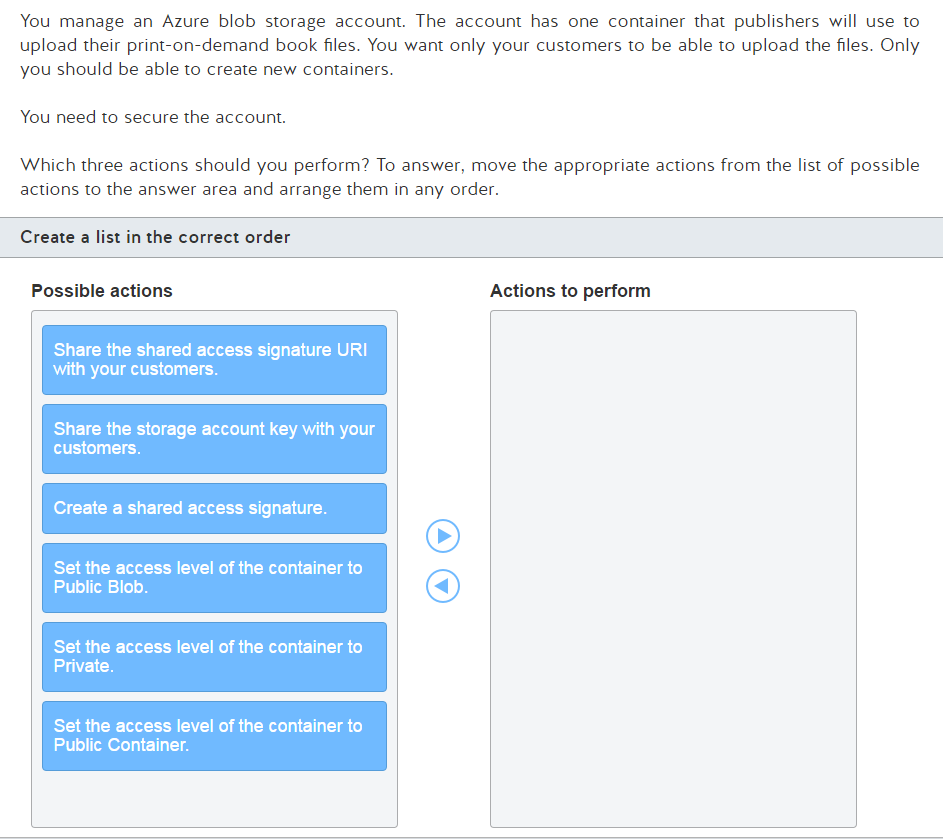 You manage an Azure blob storage account. The account has one container that publishers will use to
upload their print-on-demand book files. You want only your customers to be able to upload the files. Only
you should be able to create new containers.
You need to secure the account.
Which three actions should you perform? To answer, move the appropriate actions from the list of possible
actions to the answer area and arrange them in any order.
Create a list in the correct order
Possible actions
Actions to perform
Share the shared access signature URI
with your customers.
Share the storage account key with your
customers.
Create a shared access signature.
Set the access level of the container to
Public Blob.
Set the access level of the container to
Private.
Set the access level of the container to
Public Container.